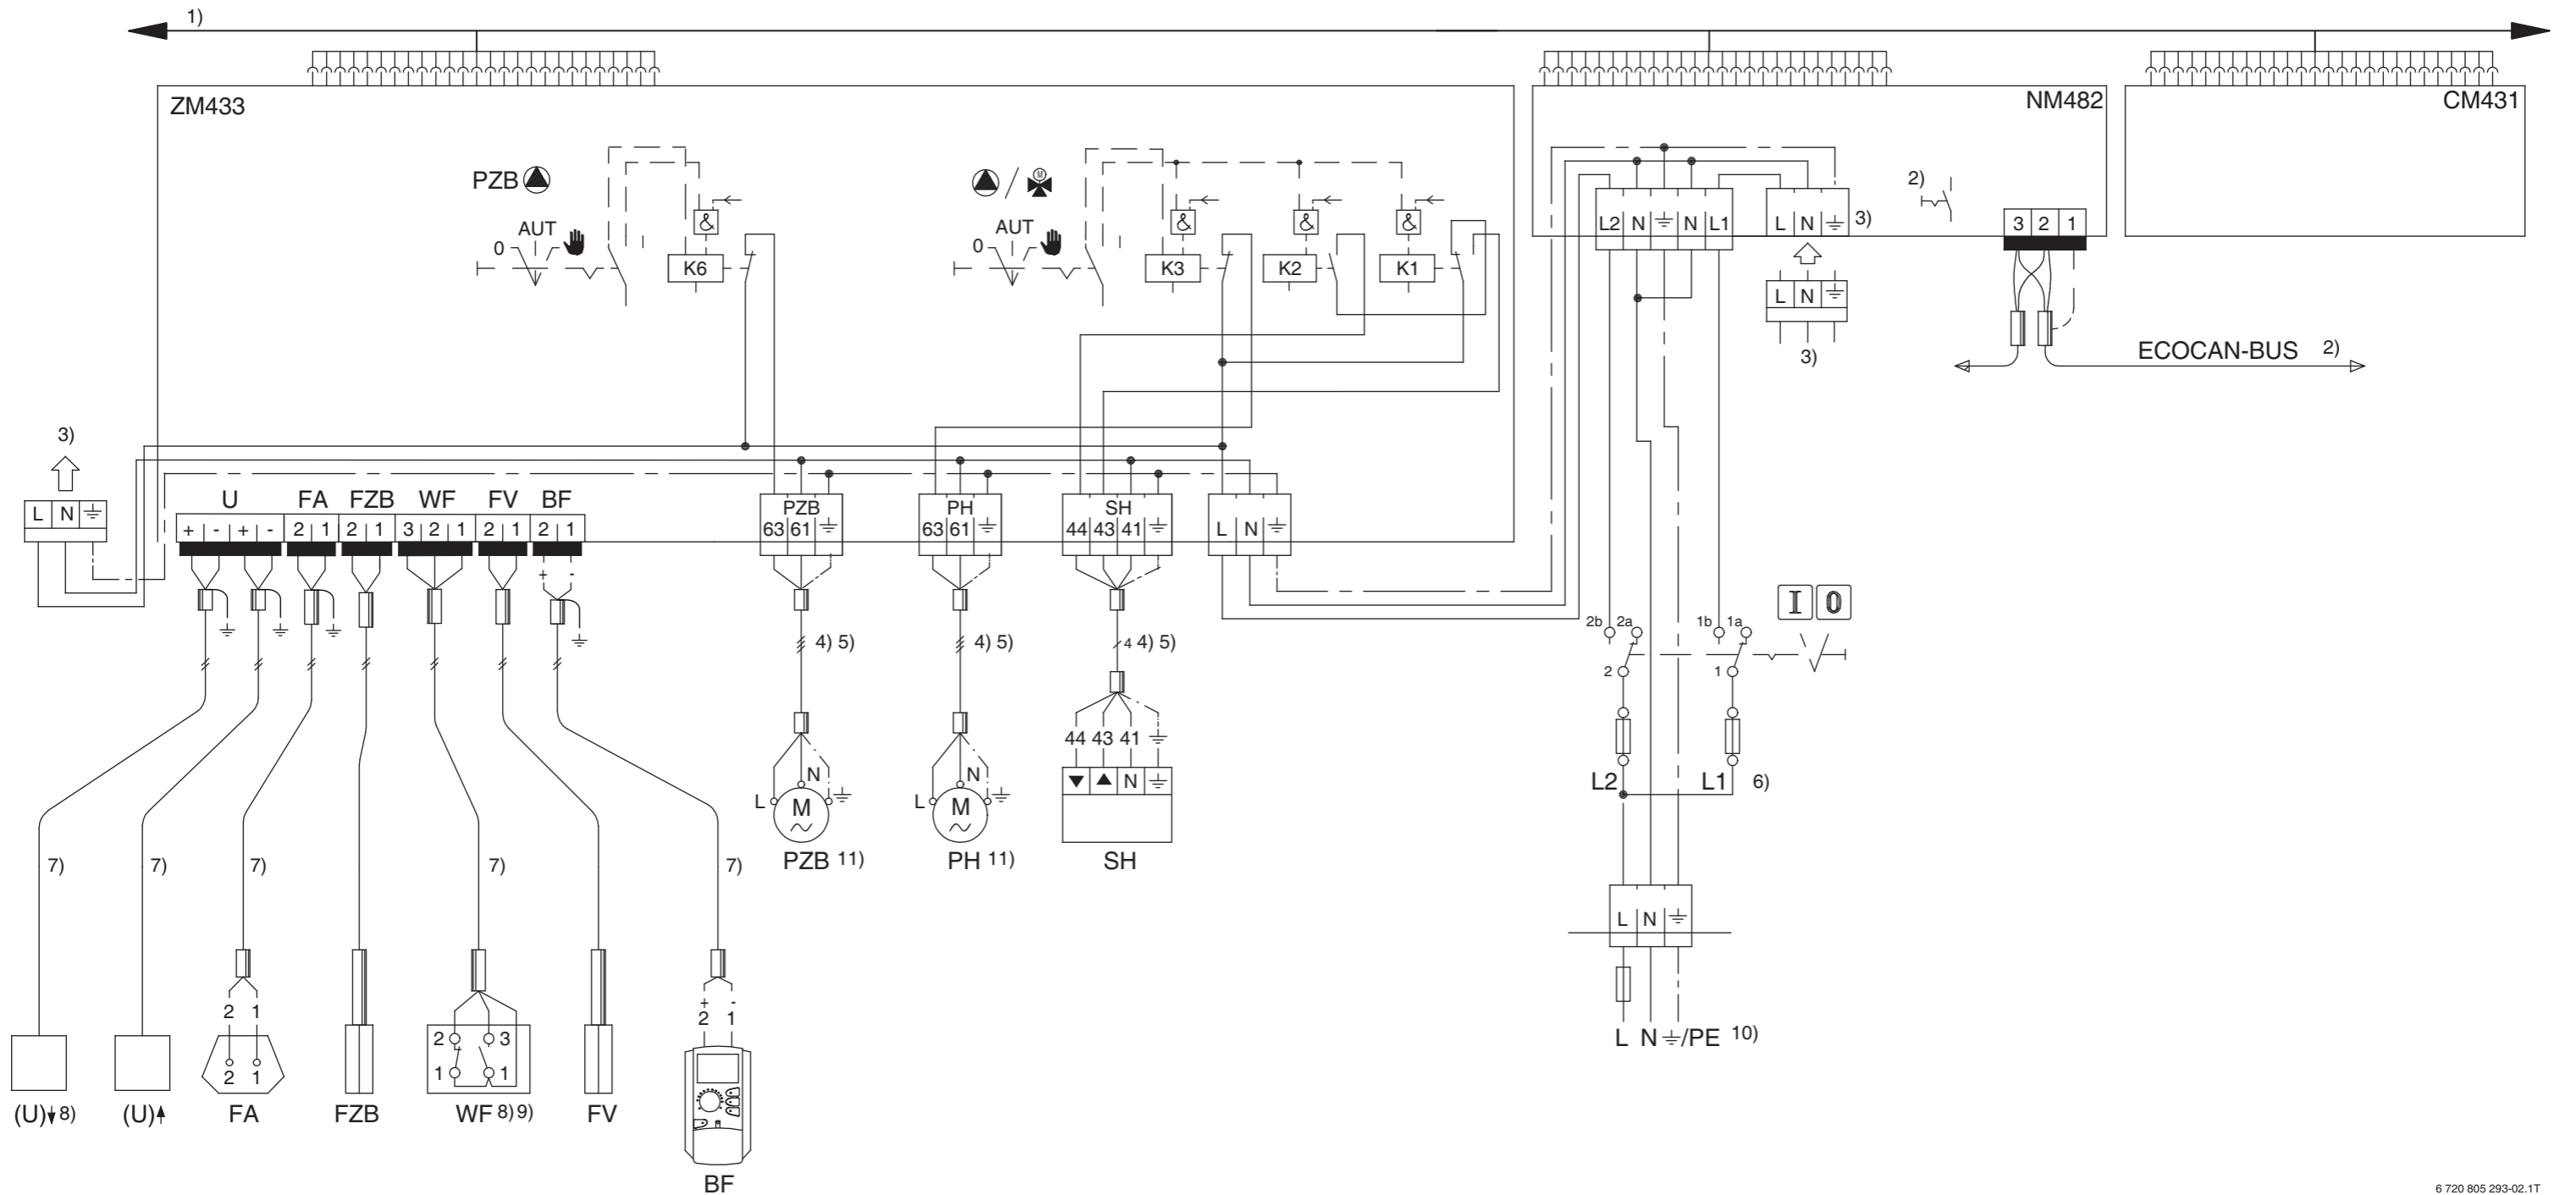 1)
ZM433
NM482
CM431
PZB
M
AUT
0
&
K6
AUT
0
&
K3
&
K2
&
K1
L2 N N L1
L N
3)
2)
3 2 1
L N
3)
ECOCAN-BUS 2)
3)
L N
U FA FZB WF FV BF
+ - + - 2 1 2 1 3 2 1 2 1 2 1
PZB
63 61
PH
63 61
SH
44 43 41
L N
+ -
4) 5)
4) 5)
4 4) 5)
I 0
2b 2a 1b 1a
2 1
44 43 41
N
L2 L1 6)
L N M
PZB 11)
L N M
PH 11)
SH
7) 7) 7) 7) 7)
L N
L N /PE 10)
2 1
2 1
2 3
1 1
+ -
2 1
(U) 8)
(U)
FA
FZB
WF 8) 9)
FV
BF
6 720 805 293-02.1T